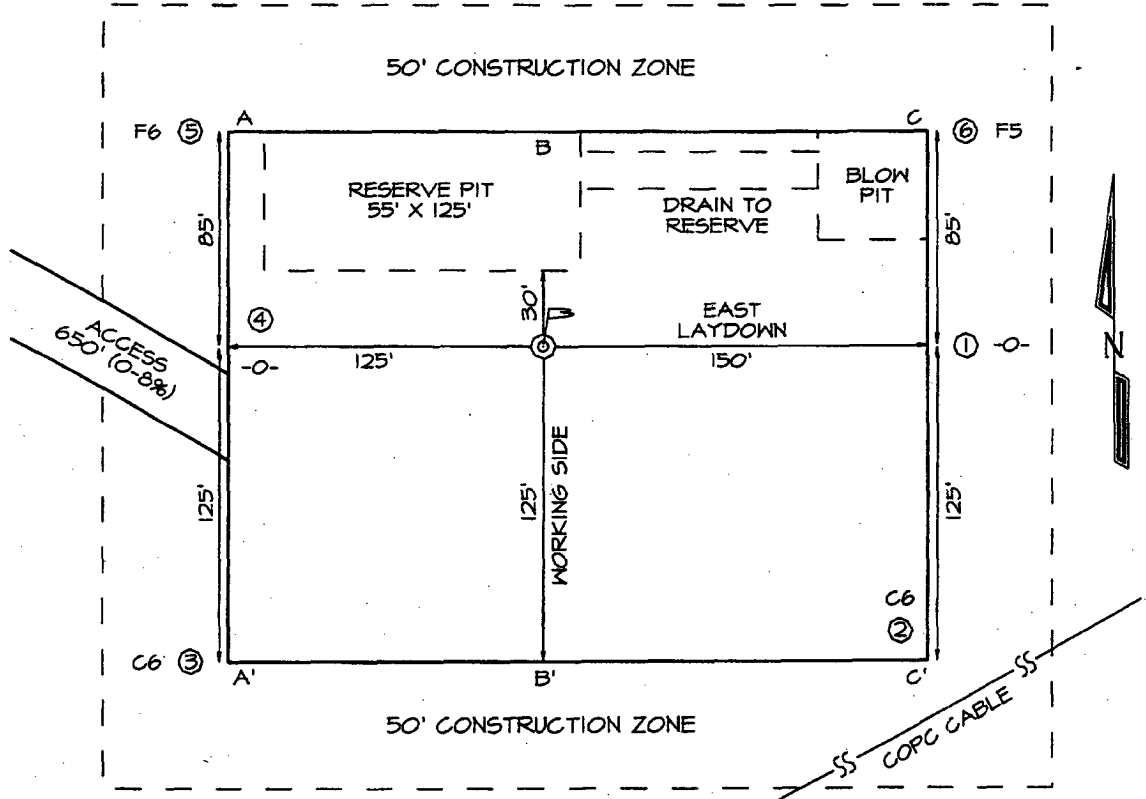 50' CONSTRUCTION ZONE
F6 ⑤ A
C ⑥ F5
B
RESERVE PIT
55' X 125'
BLOW
PIT
DRAIN TO
RESERVE
85'
85'
30'
④
EAST
LAYDOWN
ACCESS
650' (0-8%)
-0-
125'
150'
① -0-
N
125'
125'
WORKING SIDE
125'
C6
②
C6 ③
A'
B'
C'
50' CONSTRUCTION ZONE
SS
COPC CABLE
SS